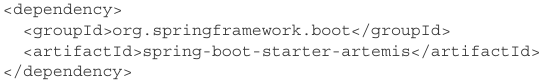 <dependency>
  <groupId>org.springframework.boot</groupId>
  <artifactId>spring-boot-starter-artemis</artifactId>
</dependency>